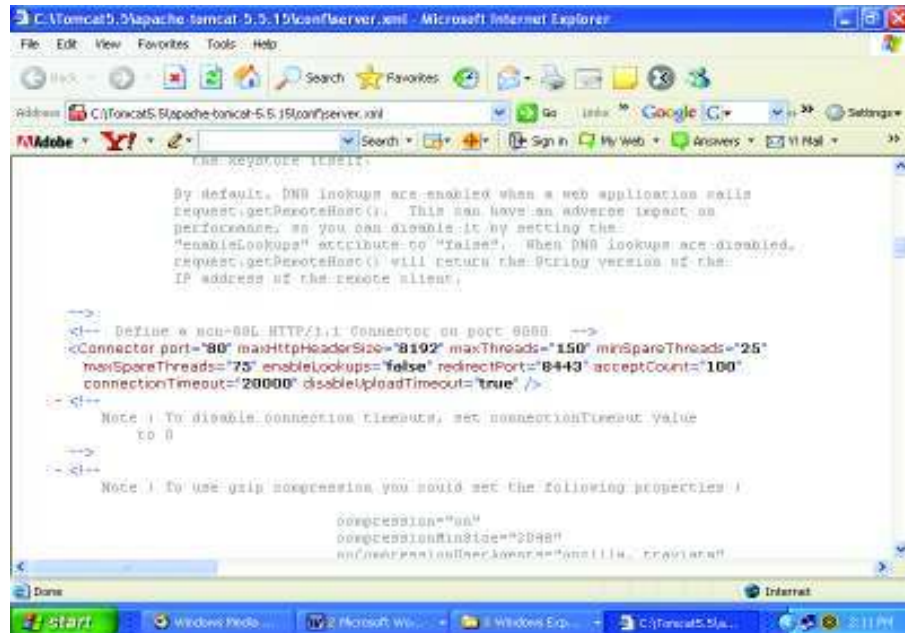 C:\Tomcat5.5\apache-tomcat-5.5.15\conf\server.xml - Microsoft Internet Explorer
File Edit View Favorites Tools Help
Back Search Favorites
Address C:\Tomcat5.5\apache-tomcat-5.5.15\conf\server.xml Go Links » Google G » Settings
Adobe Y! Search Sign in My Web Answers Y! Mail »
the keystore itself.
By default, DNS lookups are enabled when a web application calls
request.getRemoteHost(). This can have an adverse impact on
performance, so you can disable it by setting the
"enableLookups" attribute to "false". When DNS lookups are disabled,
request.getRemoteHost() will return the String version of the
IP address of the remote client.
-->
<!-- Define a non-SSL HTTP/1.1 Connector on port 8080 -->
<Connector port="80" maxHttpHeaderSize="8192" maxThreads="150" minSpareThreads="25"
maxSpareThreads="75" enableLookups="false" redirectPort="8443" acceptCount="100"
connectionTimeout="20000" disableUploadTimeout="true" />
- <!--
Note : To disable connection timeouts, set connectionTimeout value
to 0
-->
- <!--
Note : To use gzip compression you could set the following properties :
compression="on"
compressionMinSize="2048"
noCompressionUserAgents="gozilla, traviata"
Done Internet
start Windows Media ... 2 Microsoft Wo... 2 Windows Exp... C:\Tomcat5.5\a... 2:11 PM